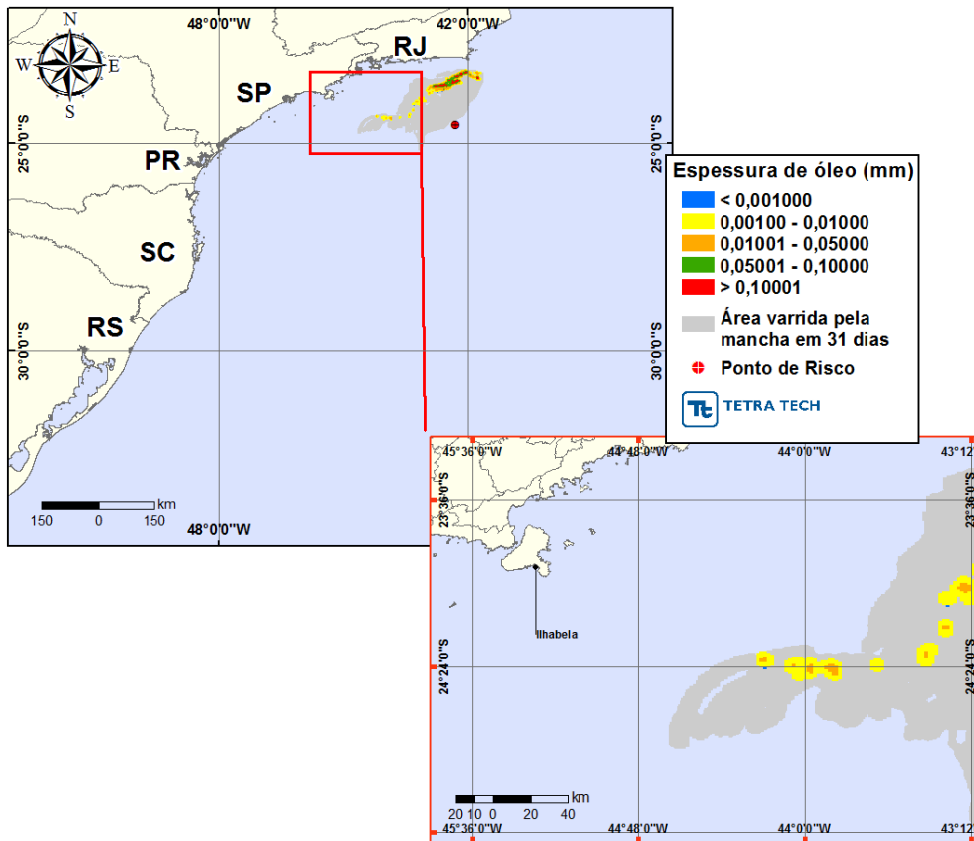 48°0'0"W
42°0'0"W
N
W
E
S
RJ
SP
25°0'0"S
25°0'0"S
PR
SC
RS
30°0'0"S
30°0'0"S
km
150 0 150
48°0'0"W
Espessura de óleo (mm)
< 0,001000
0,00100 - 0,01000
0,01001 - 0,05000
0,05001 - 0,10000
> 0,10001
Área varrida pela
mancha em 31 dias
Ponto de Risco
Tt TETRA TECH
45°36'0"W
44°48'0"W
44°0'0"W
43°12'
23°36'0"S
23°36'0"S
Ilhabela
24°24'0"S
24°24'0"S
km
20 10 0 20 40
45°36'0"W
44°48'0"W
44°0'0"W
43°12'